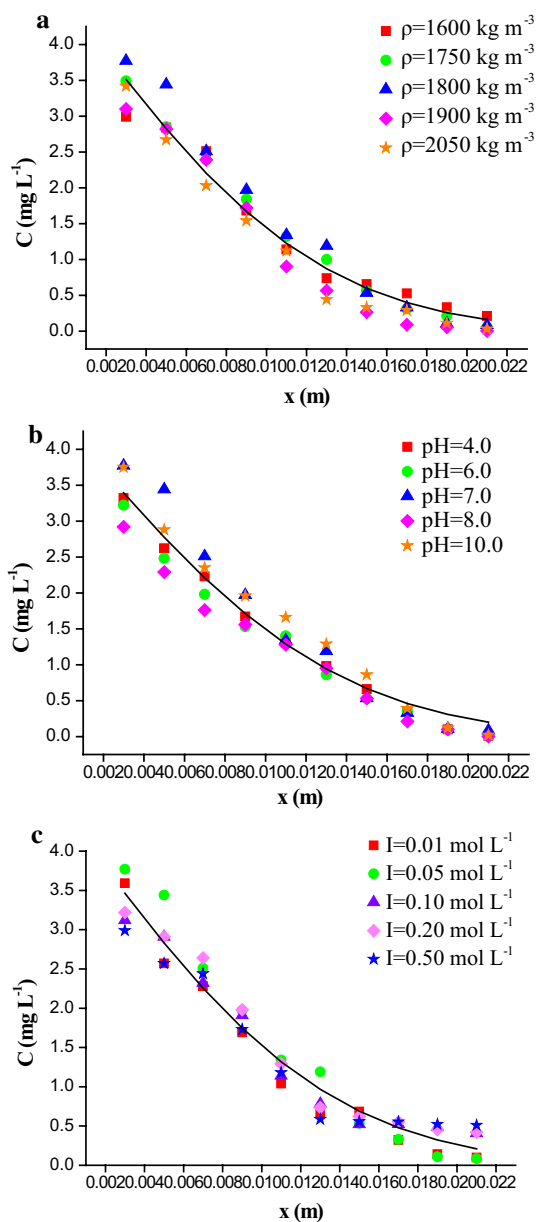 a
ρ=1600 kg m⁻³
ρ=1750 kg m⁻³
ρ=1800 kg m⁻³
ρ=1900 kg m⁻³
ρ=2050 kg m⁻³
4.0
3.5
3.0
2.5
2.0
1.5
1.0
0.5
0.0
C (mg L⁻¹)
0.0020.0040.0060.0080.0100.0120.0140.0160.0180.0200.022
x (m)
b
pH=4.0
pH=6.0
pH=7.0
pH=8.0
pH=10.0
4.0
3.5
3.0
2.5
2.0
1.5
1.0
0.5
0.0
C (mg L⁻¹)
0.0020.0040.0060.0080.0100.0120.0140.0160.0180.0200.022
x (m)
c
I=0.01 mol L⁻¹
I=0.05 mol L⁻¹
I=0.10 mol L⁻¹
I=0.20 mol L⁻¹
I=0.50 mol L⁻¹
4.0
3.5
3.0
2.5
2.0
1.5
1.0
0.5
0.0
C (mg L⁻¹)
0.0020.0040.0060.0080.0100.0120.0140.0160.0180.0200.022
x (m)